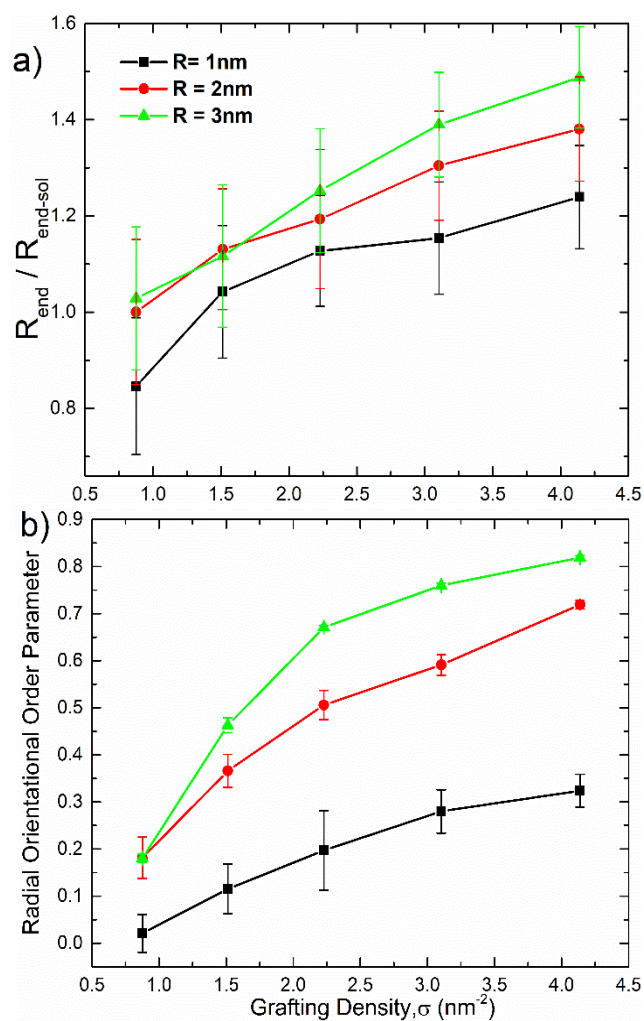 a)
R= 1nm
R = 2nm
R = 3nm
R_end / R_end-sol
1.6
1.4
1.2
1.0
0.8
0.5 1.0 1.5 2.0 2.5 3.0 3.5 4.0 4.5
b)
Radial Orientational Order Parameter
0.9
0.8
0.7
0.6
0.5
0.4
0.3
0.2
0.1
0.0
0.5 1.0 1.5 2.0 2.5 3.0 3.5 4.0 4.5
Grafting Density,σ (nm⁻²)